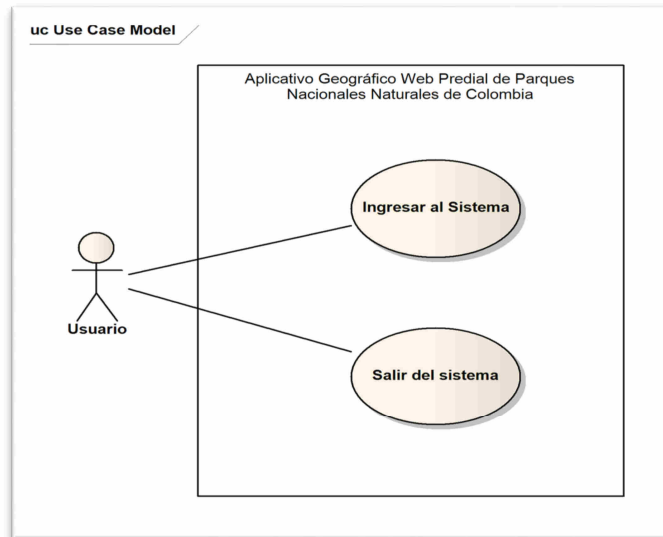 uc Use Case Model
Aplicativo Geográfico Web Predial de Parques
Nacionales Naturales de Colombia
Ingresar al Sistema
Usuario
Salir del sistema